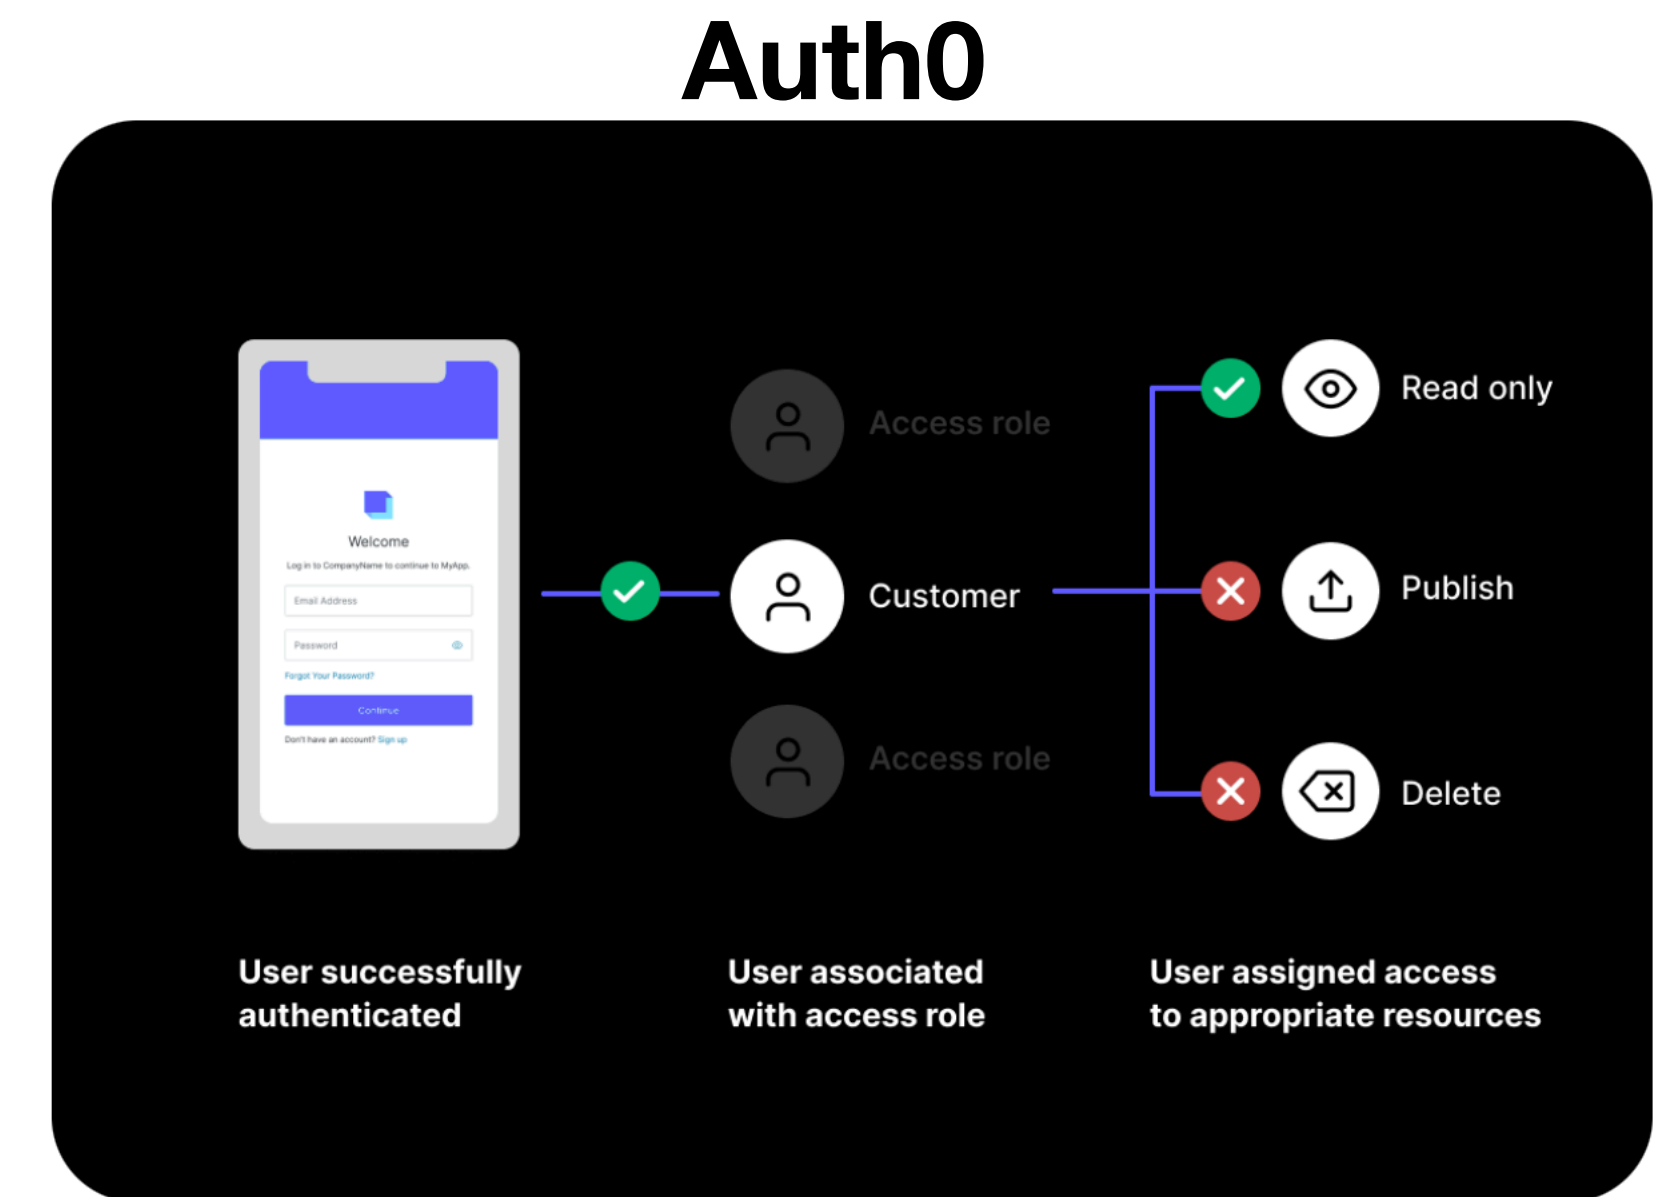 Auth0
Welcome
Log in to CompanyName to continue to MyApp.
Email Address
Password
Forgot Your Password?
Continue
Don't have an account? Sign up
Access role
Customer
Access role
Read only
Publish
Delete
User successfully
authenticated
User associated
with access role
User assigned access
to appropriate resources